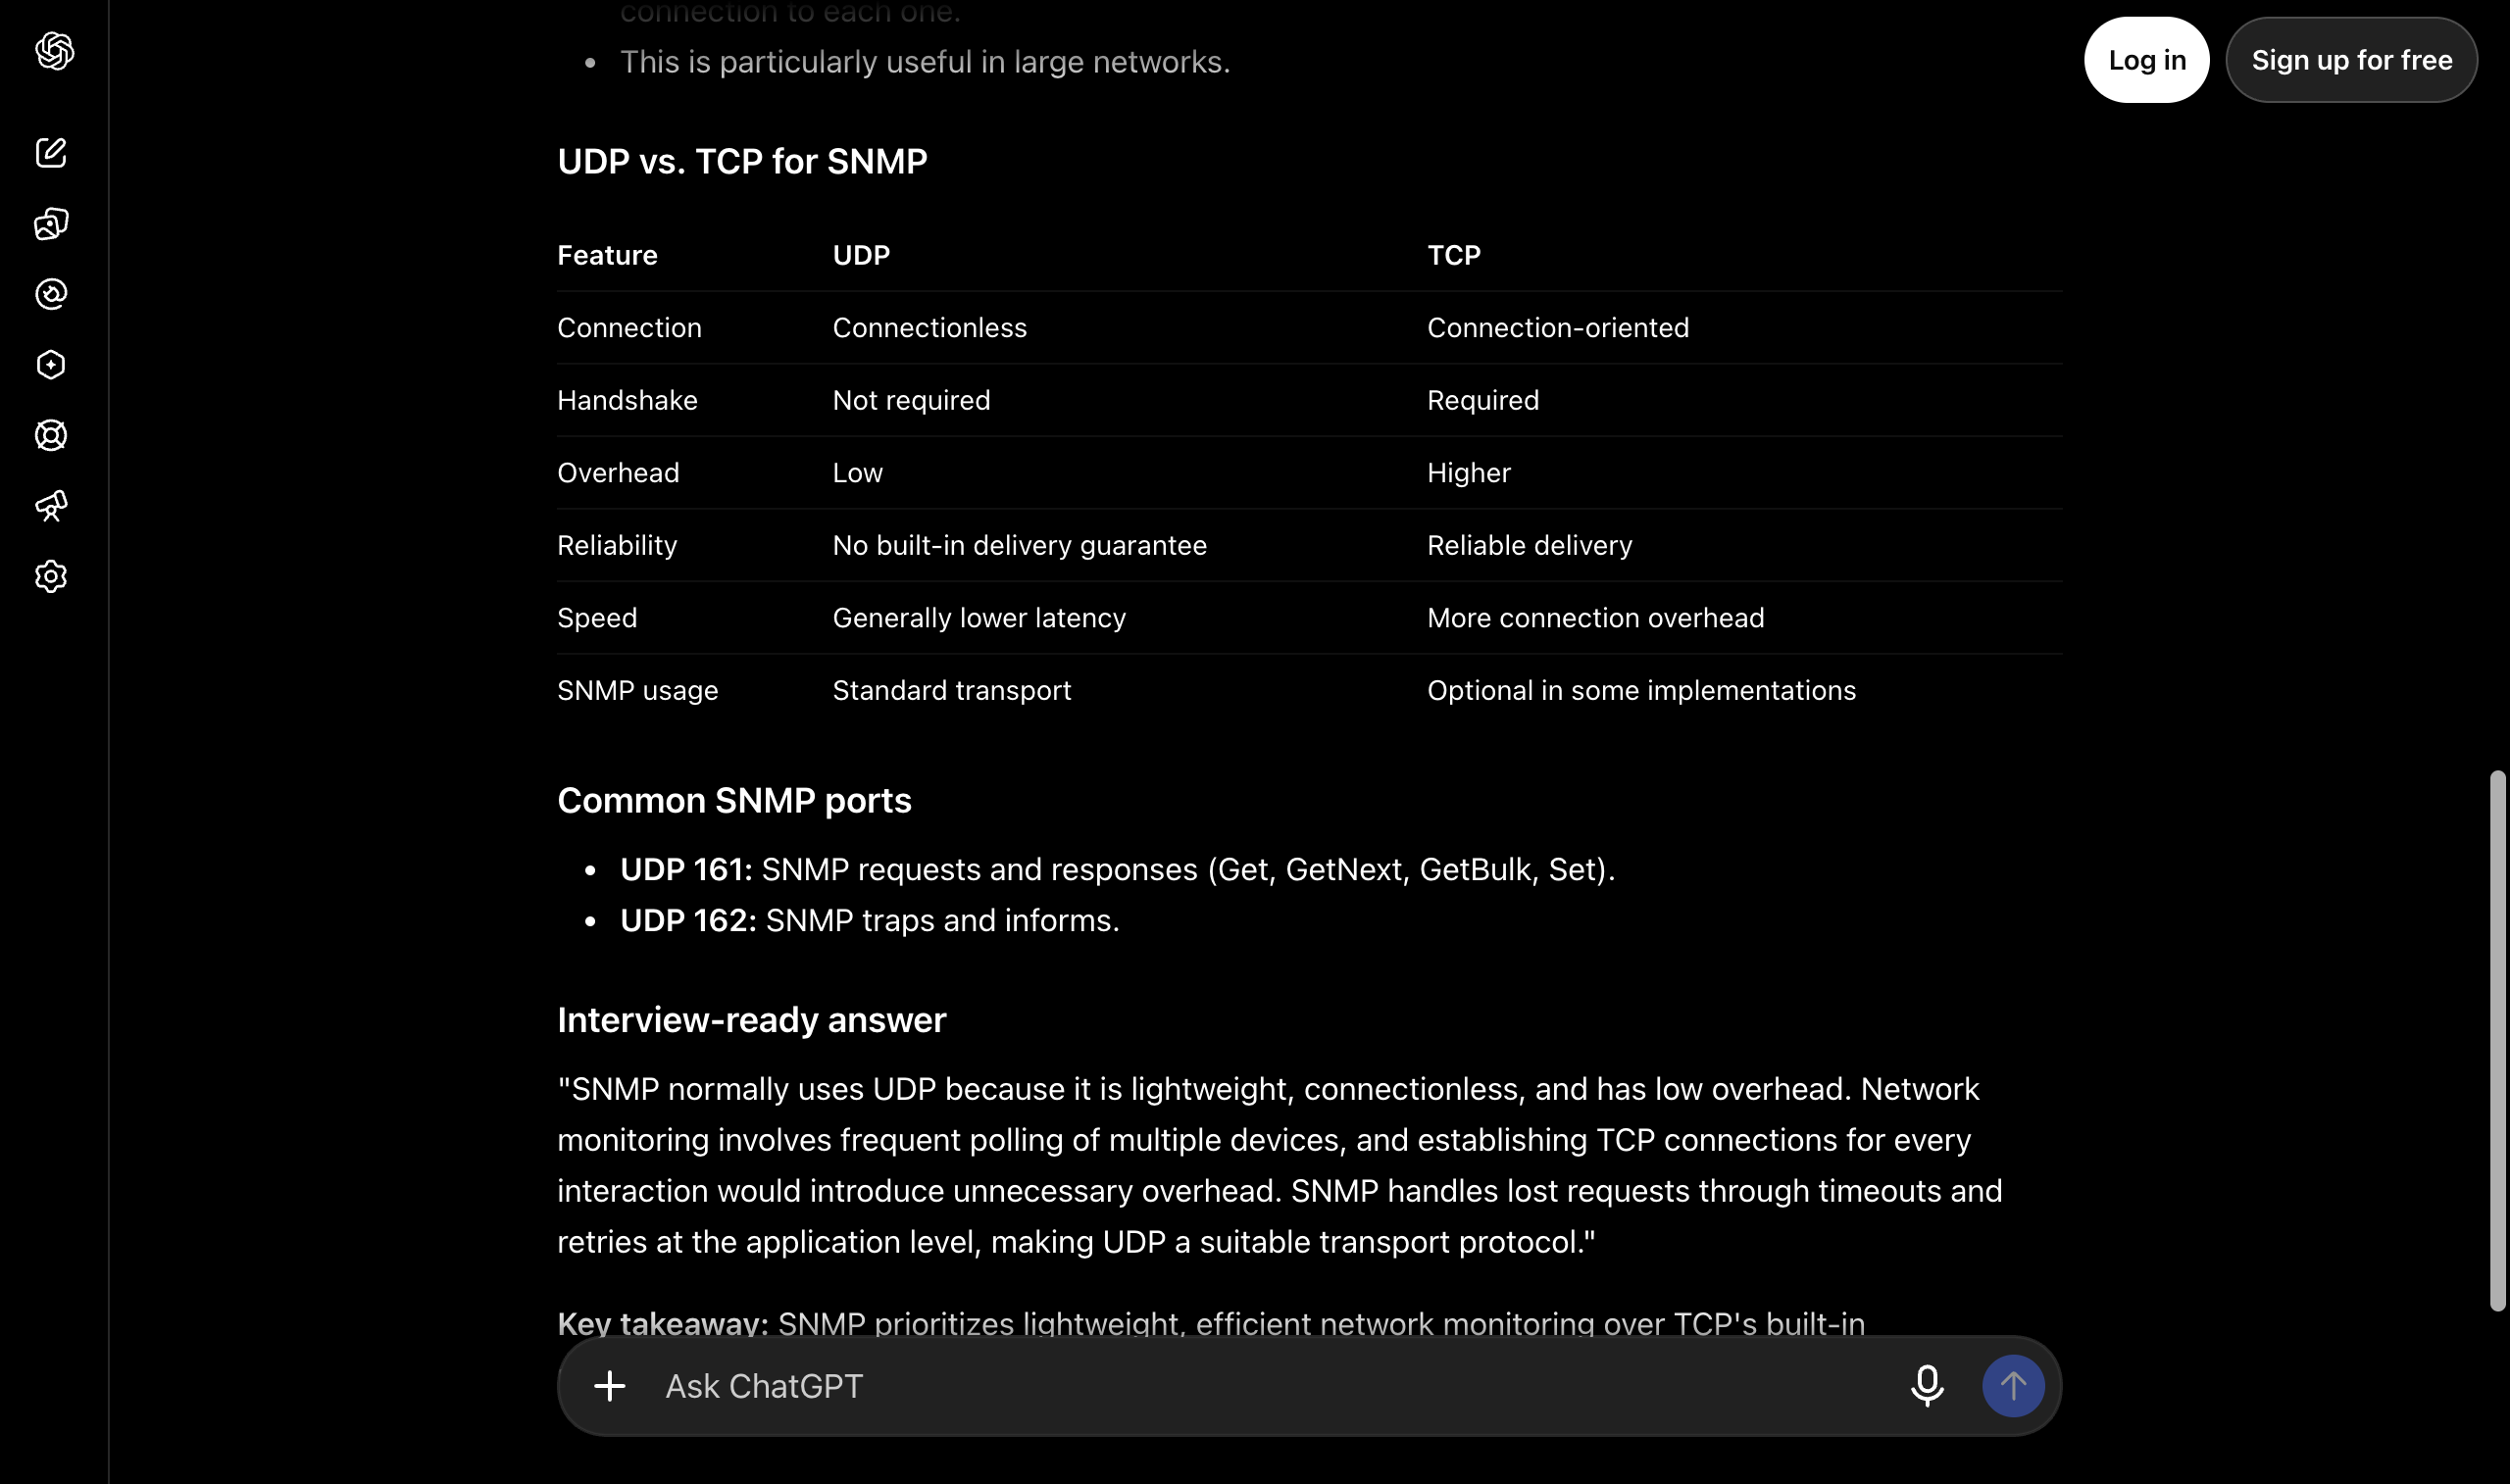 connection to each one.
• This is particularly useful in large networks.
Log in
Sign up for free
UDP vs. TCP for SNMP
Feature UDP TCP
Connection Connectionless Connection-oriented
Handshake Not required Required
Overhead Low Higher
Reliability No built-in delivery guarantee Reliable delivery
Speed Generally lower latency More connection overhead
SNMP usage Standard transport Optional in some implementations
Common SNMP ports
• UDP 161: SNMP requests and responses (Get, GetNext, GetBulk, Set).
• UDP 162: SNMP traps and informs.
Interview-ready answer
"SNMP normally uses UDP because it is lightweight, connectionless, and has low overhead. Network
monitoring involves frequent polling of multiple devices, and establishing TCP connections for every
interaction would introduce unnecessary overhead. SNMP handles lost requests through timeouts and
retries at the application level, making UDP a suitable transport protocol."
Key takeaway: SNMP prioritizes lightweight, efficient network monitoring over TCP's built-in
Ask ChatGPT